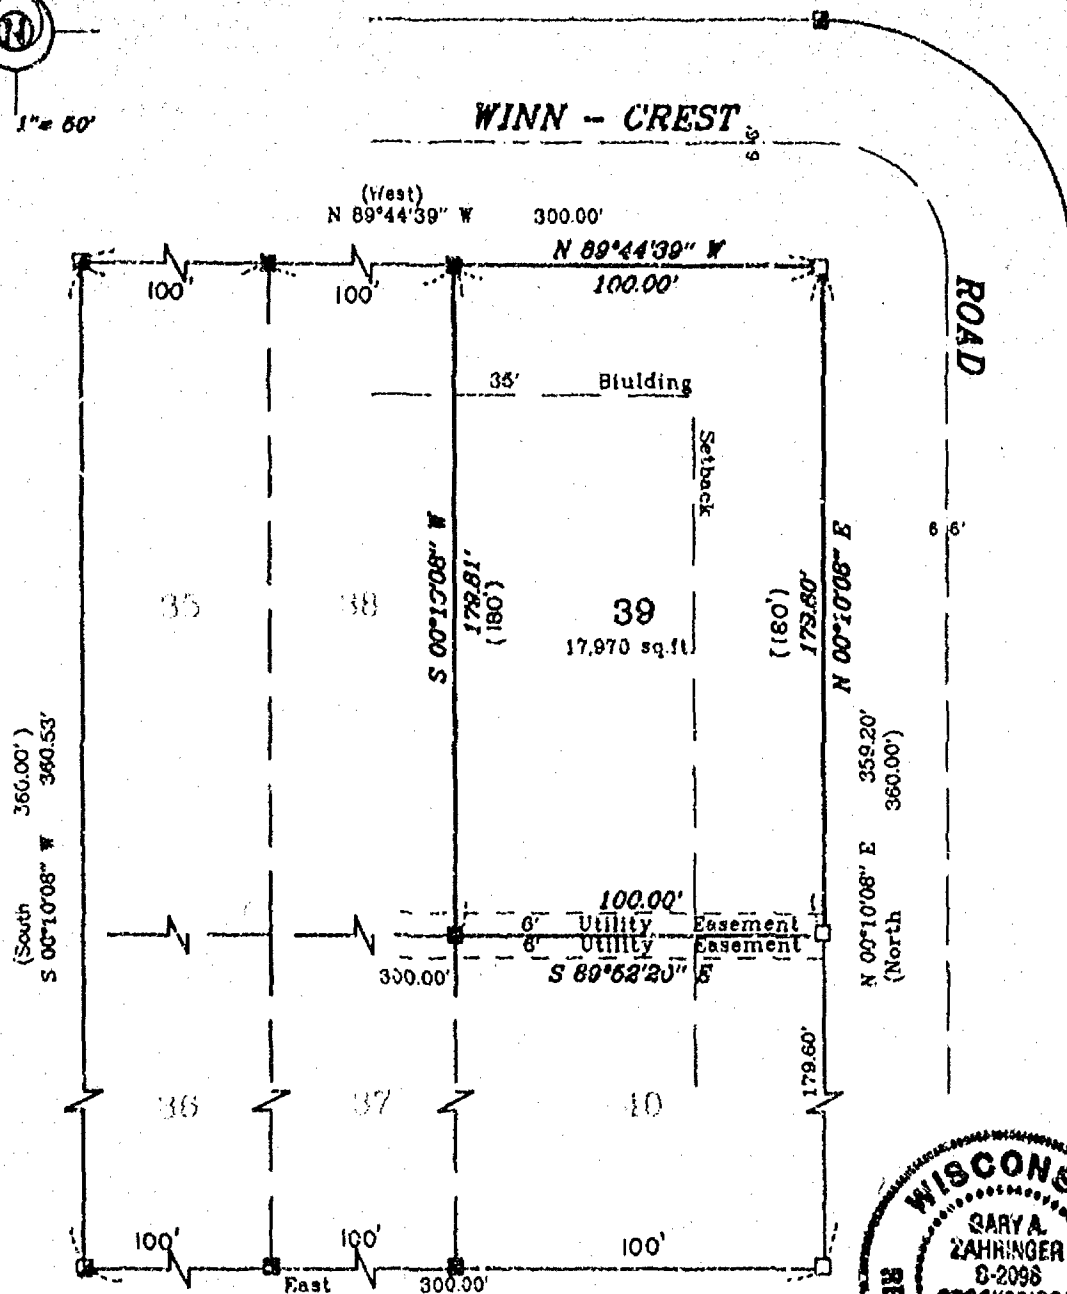 N
1"= 60'
WINN - CREST
66'
(West)
N 89°44'39" W 300.00'
N 89°44'39" W
100'
100'
100.00'
ROAD
35' Biulding
Setback
66'
S 00°10'08" W
179.81'
(180')
35
38
39
17,970 sq.ft
(180')
179.60'
N 00°10'08" E
(South 360.00')
S 00°10'08" W 360.53'
N 00°10'08" E 359.20'
(North 360.00')
100.00'
6' Utility Easement
6' Utility Easement
300.00'
S 89°52'20" E
179.60'
36
37
40
100'
100'
100'
East 300.00'
WISCONS
GARY A.
ZAHRINGER
S-2098